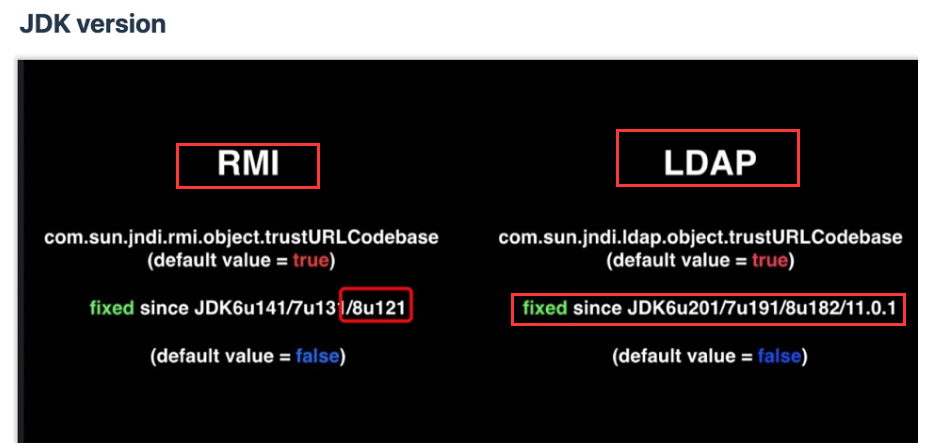 JDK version
RMI
com.sun.jndi.rmi.object.trustURLCodebase
(default value = true)
fixed since JDK6u141/7u131/8u121
(default value = false)
LDAP
com.sun.jndi.ldap.object.trustURLCodebase
(default value = true)
fixed since JDK6u201/7u191/8u182/11.0.1
(default value = false)